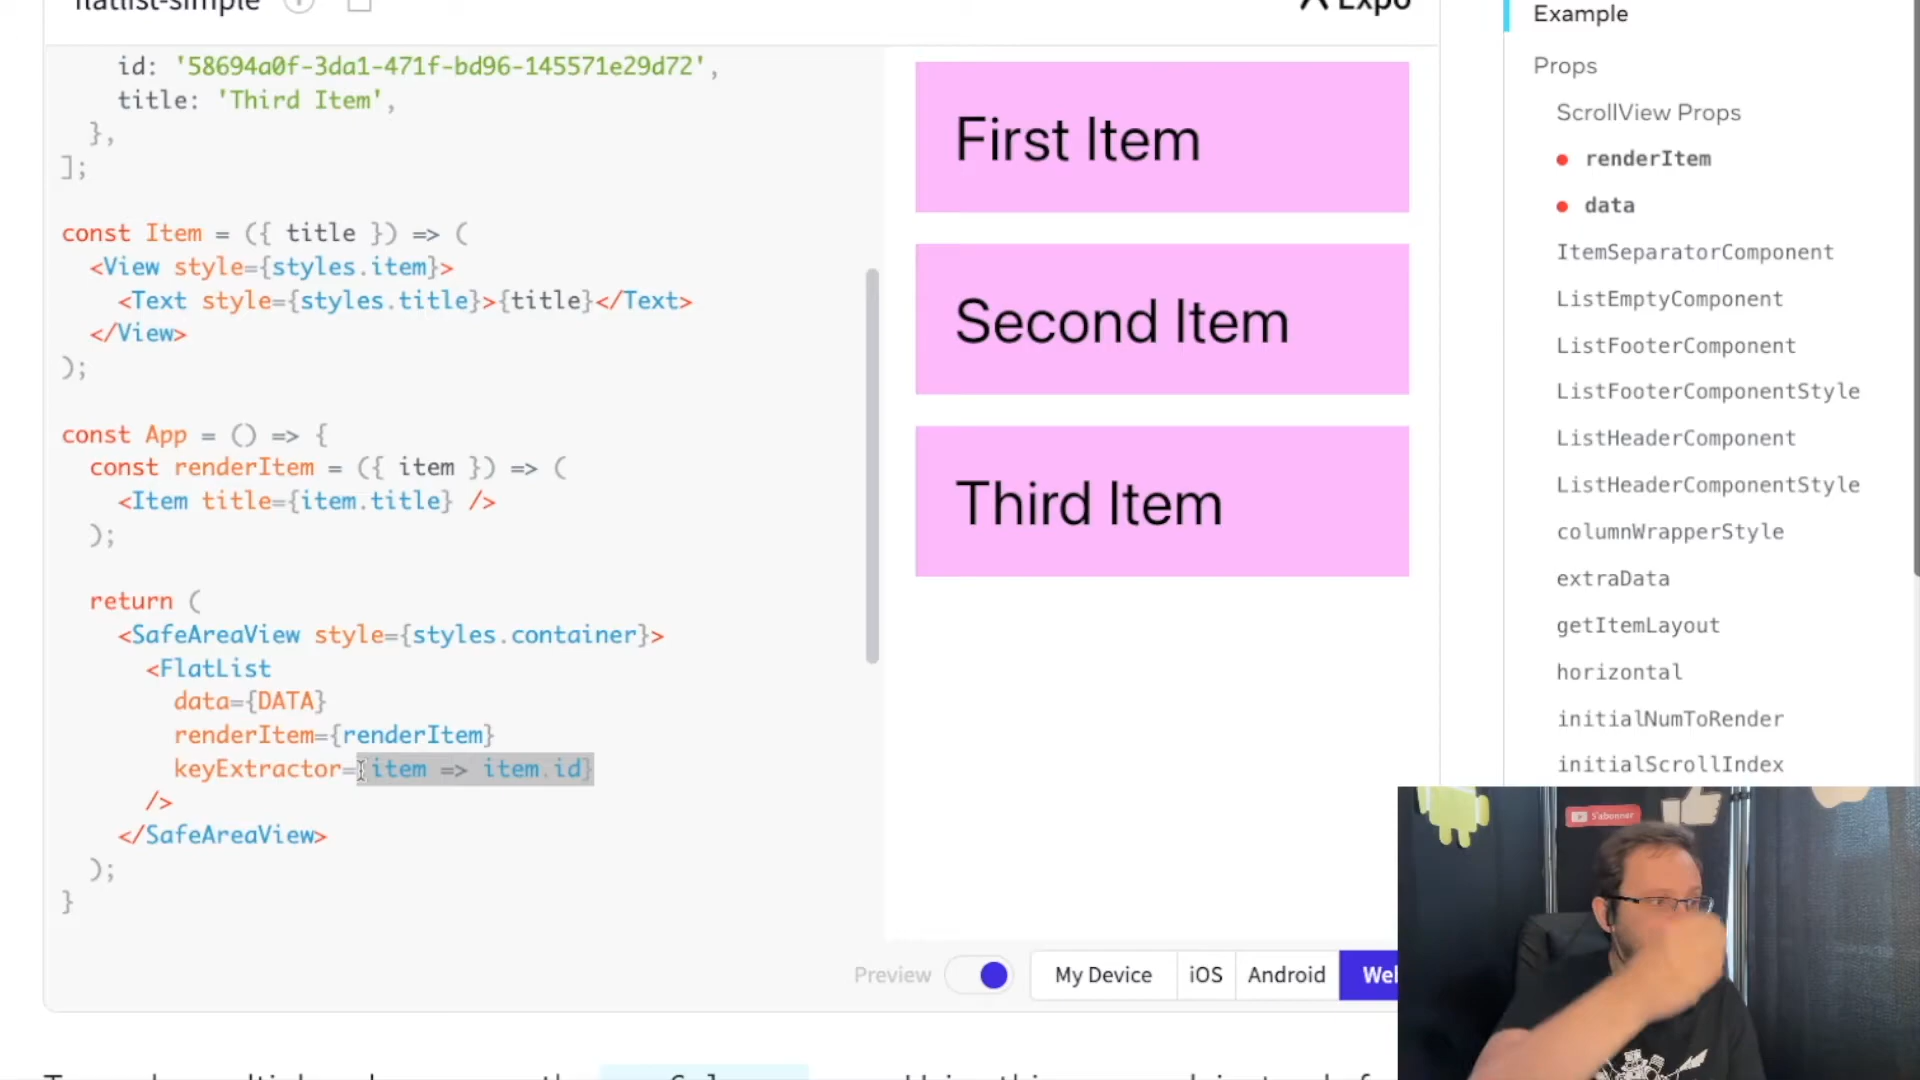 flatlist-simple
Expo
id: '58694a0f-3da1-471f-bd96-145571e29d72',
title: 'Third Item',
},
];
const Item = ({ title }) => (
<View style={styles.item}>
<Text style={styles.title}>{title}</Text>
</View>
);
const App = () => {
const renderItem = ({ item }) => (
<Item title={item.title} />
);
return (
<SafeAreaView style={styles.container}>
<FlatList
data={DATA}
renderItem={renderItem}
keyExtractor={item => item.id}
/>
</SafeAreaView>
);
}
First Item
Second Item
Third Item
Preview
My Device
iOS
Android
Example
Props
ScrollView Props
renderItem
data
ItemSeparatorComponent
ListEmptyComponent
ListFooterComponent
ListFooterComponentStyle
ListHeaderComponent
ListHeaderComponentStyle
columnWrapperStyle
extraData
getItemLayout
horizontal
initialNumToRender
initialScrollIndex
S'abonner